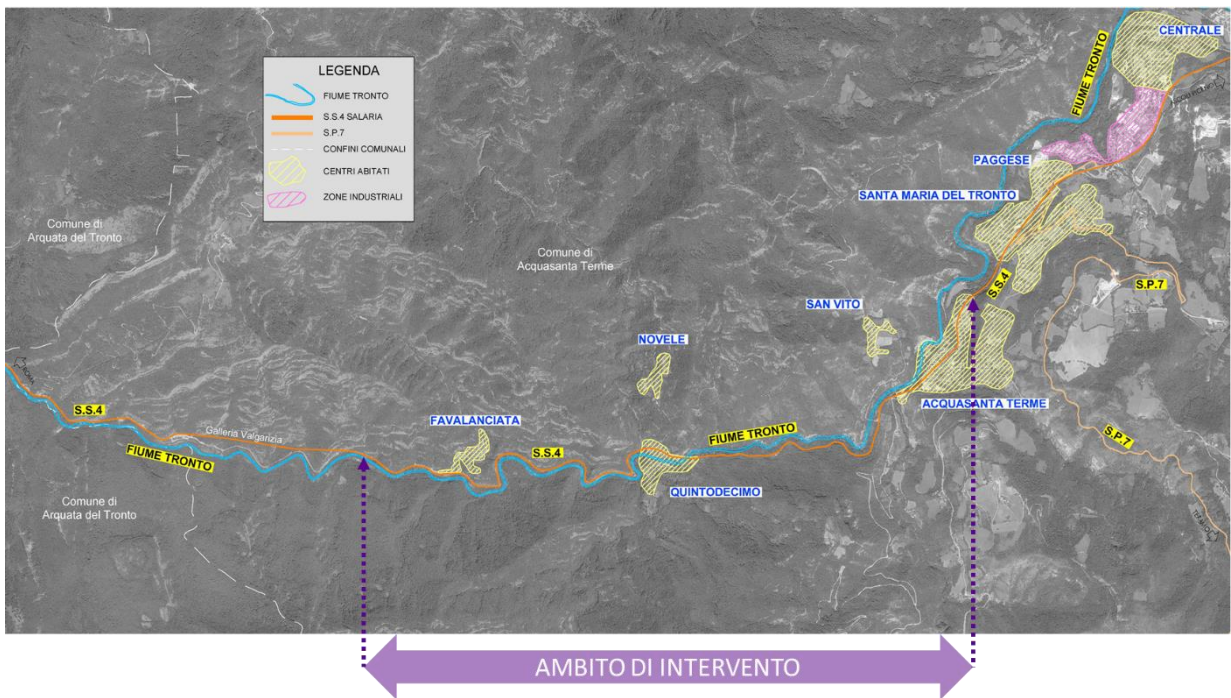 CENTRALE
FIUME TRONTO
LEGENDA
FIUME TRONTO
S.S.4 SALARIA
S.P.7
CONFINI COMUNALI
CENTRI ABITATI
ZONE INDUSTRIALI
PAGGESE
SANTA MARIA DEL TRONTO
Comune di
Arquata del Tronto
Comune di
Acquasanta Terme
S.S.4
S.P.7
SAN VITO
NOVELE
ROMA
S.S.4
Galleria Valgarizia
FAVALANCIATA
ACQUASANTA TERME
FIUME TRONTO
S.S.4
FIUME TRONTO
S.P.7
QUINTODECIMO
Comune di
Arquata del Tronto
AMBITO DI INTERVENTO